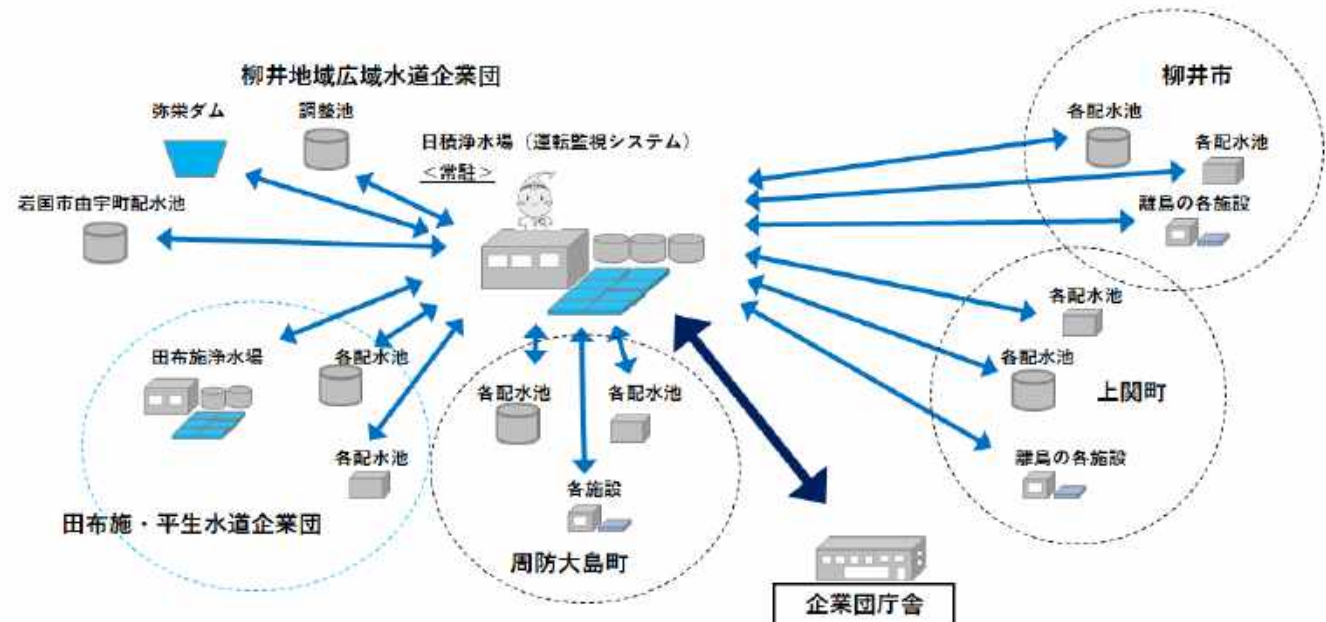 柳井地域広域水道企業団
弥栄ダム
調整池
日積浄水場（運転監視システム）
＜常駐＞
岩国市由宇町配水池
柳井市
各配水池
各配水池
離島の各施設
各配水池
各配水池
上関町
離島の各施設
田布施浄水場
各配水池
各配水池
田布施・平生水道企業団
各配水池
各配水池
各施設
周防大島町
企業団庁舎